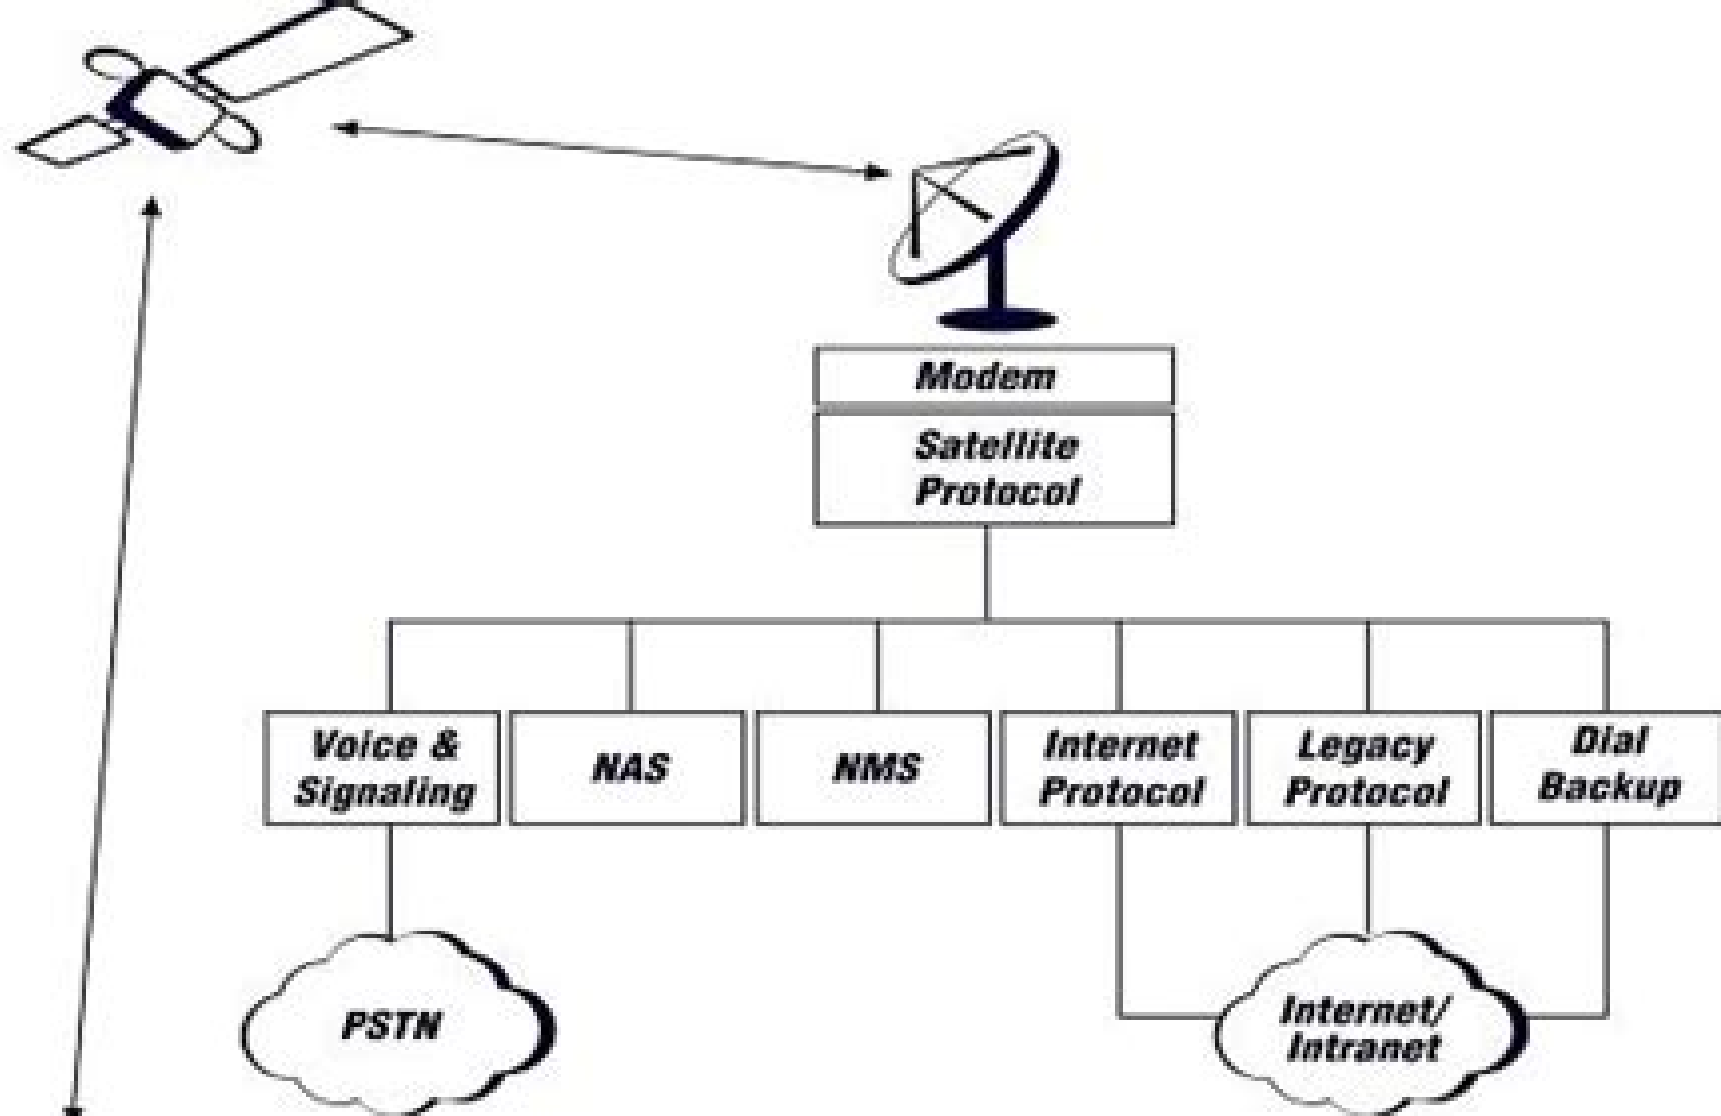 Modem
Satellite
Protocol
Voice &
Signaling
NAS
NMS
Internet
Protocol
Legacy
Protocol
Dial
Backup
PSTN
Internet/
Intranet